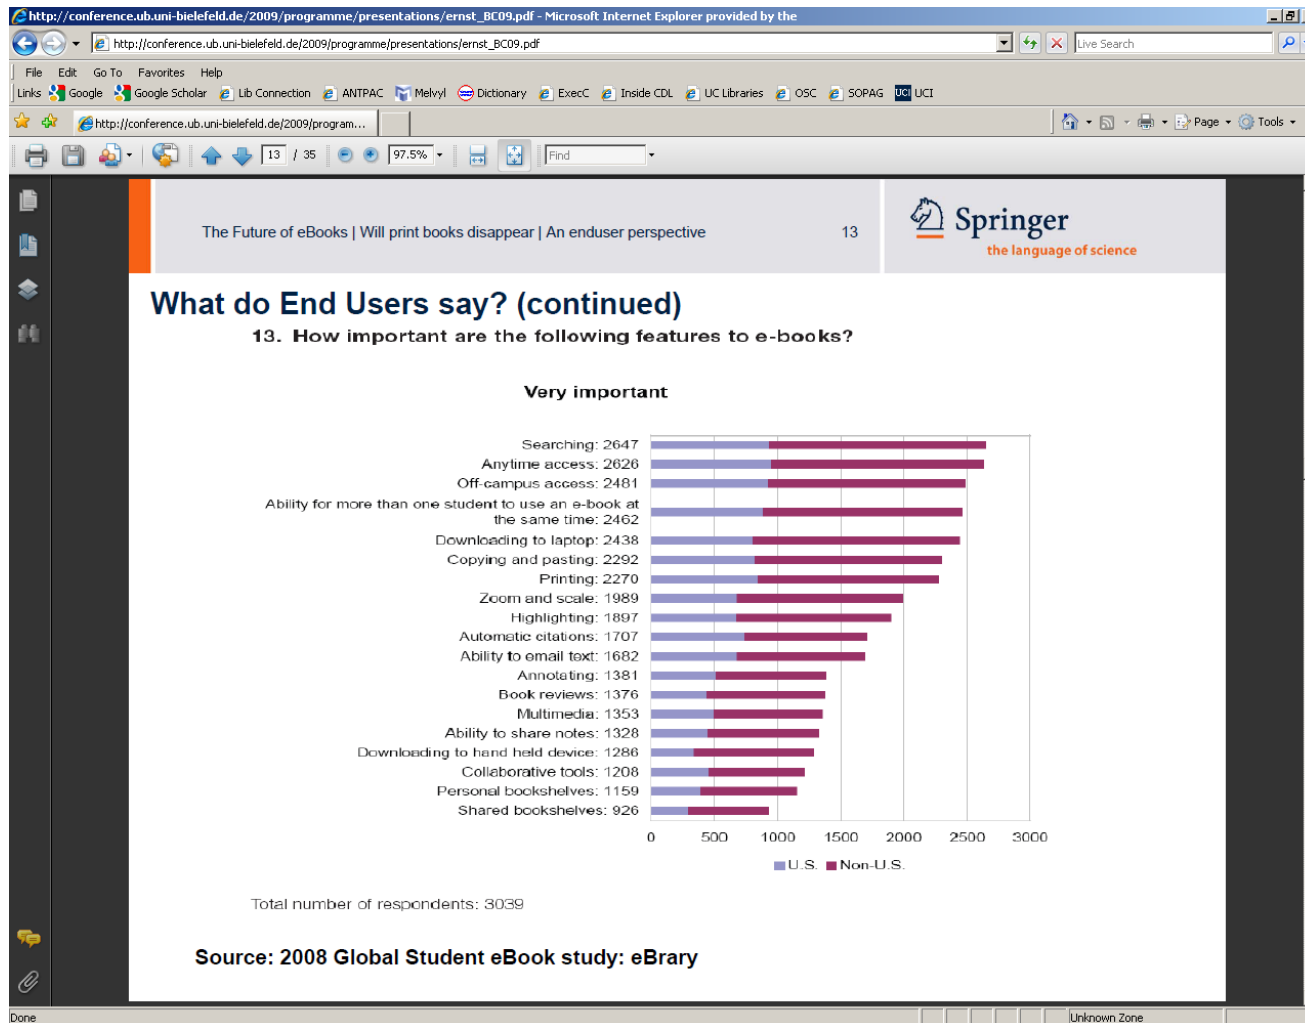 http://conference.ub.uni-bielefeld.de/2009/programme/presentations/ernst_BC09.pdf - Microsoft Internet Explorer provided by the
http://conference.ub.uni-bielefeld.de/2009/programme/presentations/ernst_BC09.pdf
Live Search
File Edit Go To Favorites Help
Links Google Google Scholar Lib Connection ANTPAC Melvyl Dictionary ExecC Inside CDL UC Libraries OSC SOPAG UCI UCI
http://conference.ub.uni-bielefeld.de/2009/program...
Page Tools
13 / 35 97.5% Find
The Future of eBooks | Will print books disappear | An enduser perspective 13
Springer
the language of science
What do End Users say? (continued)
13. How important are the following features to e-books?
Very important
Searching: 2647
Anytime access: 2626
Off-campus access: 2481
Ability for more than one student to use an e-book at
the same time: 2462
Downloading to laptop: 2438
Copying and pasting: 2292
Printing: 2270
Zoom and scale: 1989
Highlighting: 1897
Automatic citations: 1707
Ability to email text: 1682
Annotating: 1381
Book reviews: 1376
Multimedia: 1353
Ability to share notes: 1328
Downloading to hand held device: 1286
Collaborative tools: 1208
Personal bookshelves: 1159
Shared bookshelves: 926
0 500 1000 1500 2000 2500 3000
U.S. Non-U.S.
Total number of respondents: 3039
Source: 2008 Global Student eBook study: eBrary
Done Unknown Zone